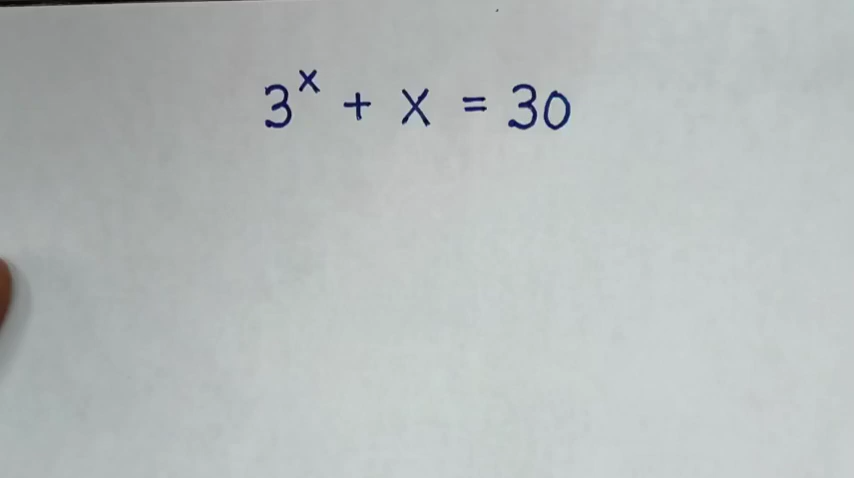 3^x + x = 30